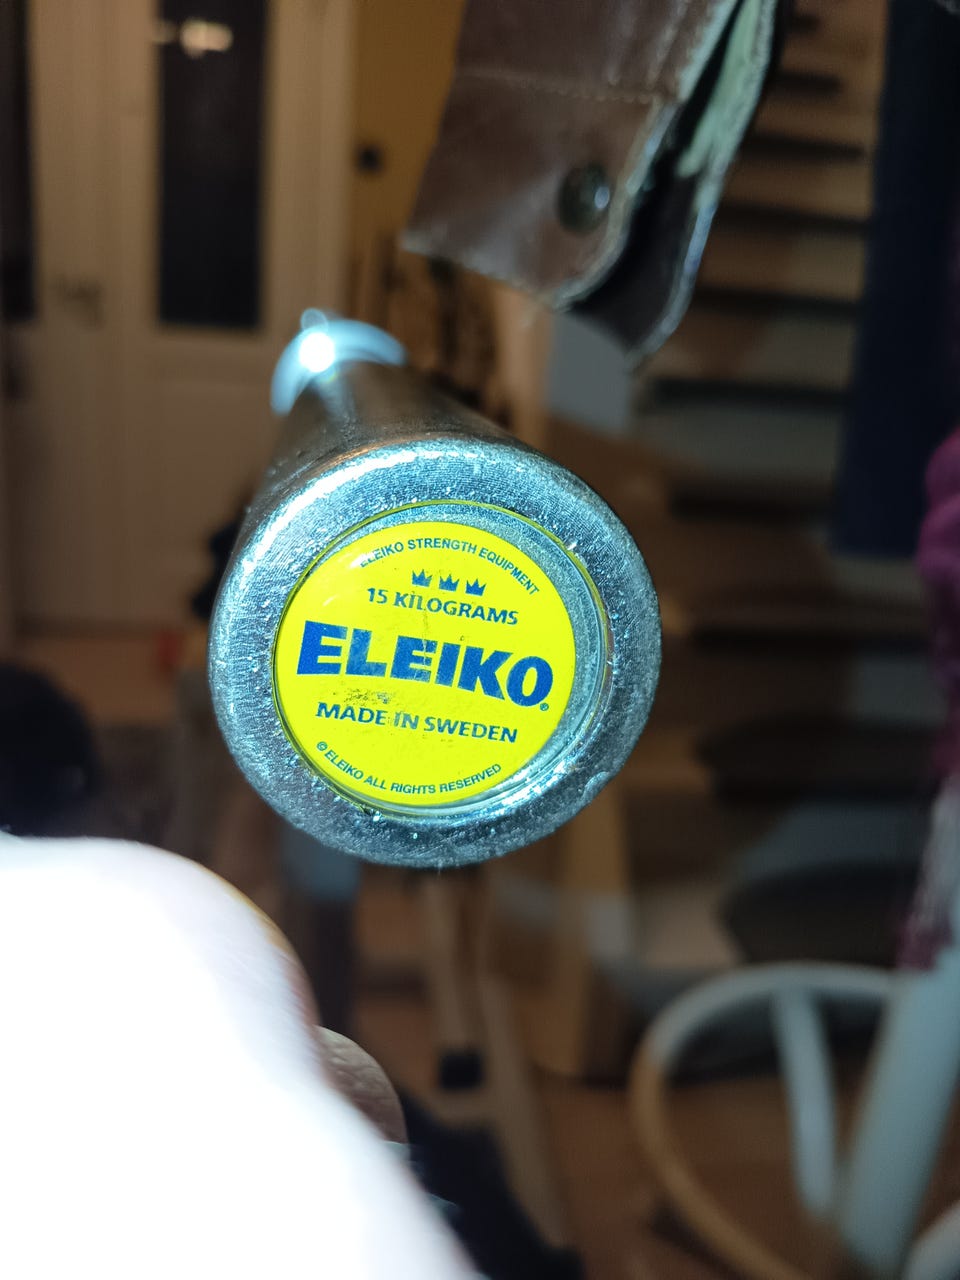 ELEIKO STRENGTH EQUIPMENT
15 KILOGRAMS
ELEIKO®
MADE IN SWEDEN
© ELEIKO ALL RIGHTS RESERVED